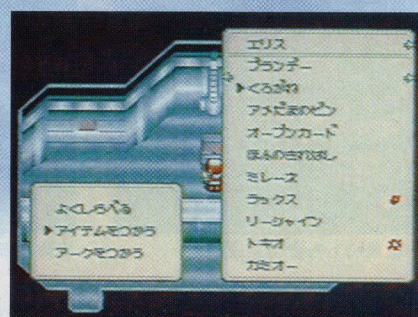 エリス
ブランデー
▶くろがね
アメだまのビン
オープンカード
ほんのきれはし
ミレーヌ
ラックス
リーシャイン
トキオ
カミオー
よくしらべる
▶アイテムをつかう
アークをつかう